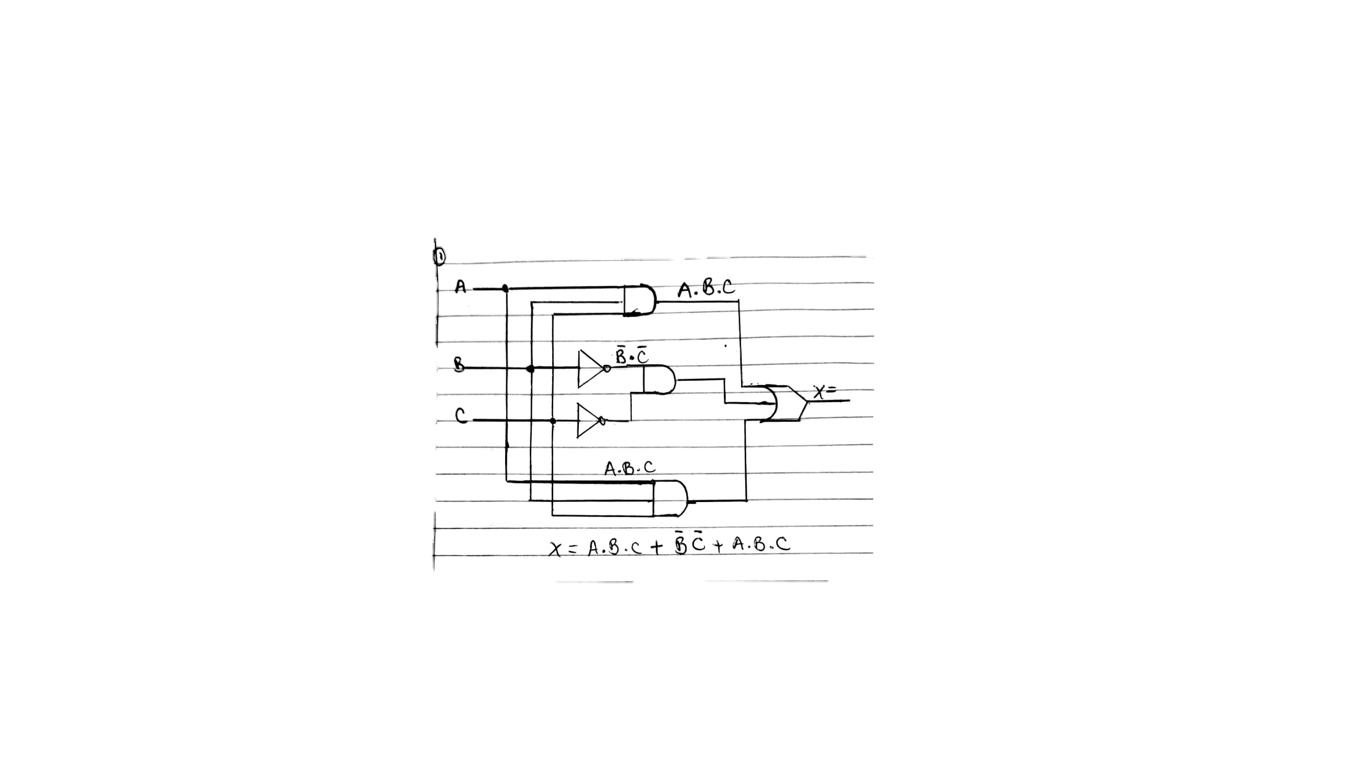 ①
A
A.B.C
B
B̄.C̄
X=
C
A.B.C
X = A.B.C + B̄ C̄ + A.B.C